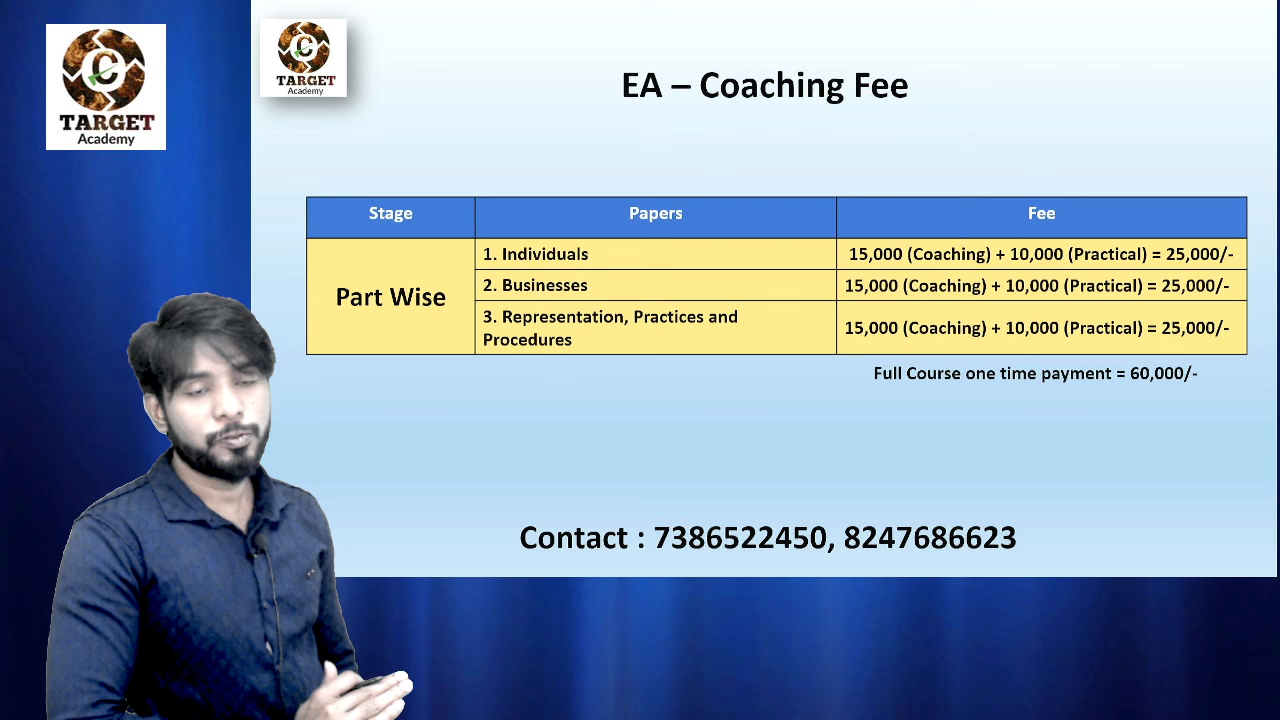 TARGET
Academy
TARGET
Academy
EA – Coaching Fee
Stage
Papers
Fee
Part Wise
1. Individuals
15,000 (Coaching) + 10,000 (Practical) = 25,000/-
2. Businesses
15,000 (Coaching) + 10,000 (Practical) = 25,000/-
3. Representation, Practices and
Procedures
15,000 (Coaching) + 10,000 (Practical) = 25,000/-
Full Course one time payment = 60,000/-
Contact : 7386522450, 8247686623